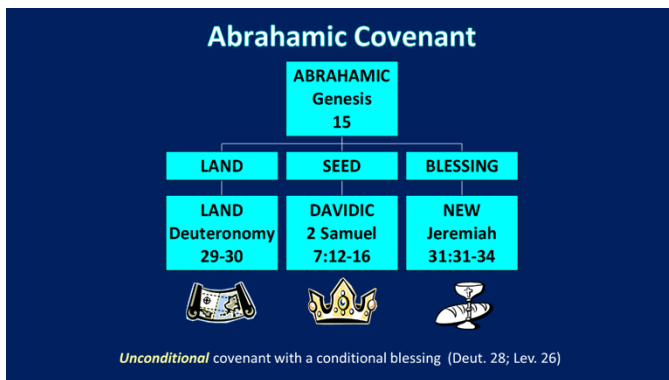 Abrahamic Covenant
ABRAHAMIC
Genesis
15
LAND
SEED
BLESSING
LAND
Deuteronomy
29-30
DAVIDIC
2 Samuel
7:12-16
NEW
Jeremiah
31:31-34
Unconditional covenant with a conditional blessing (Deut. 28; Lev. 26)